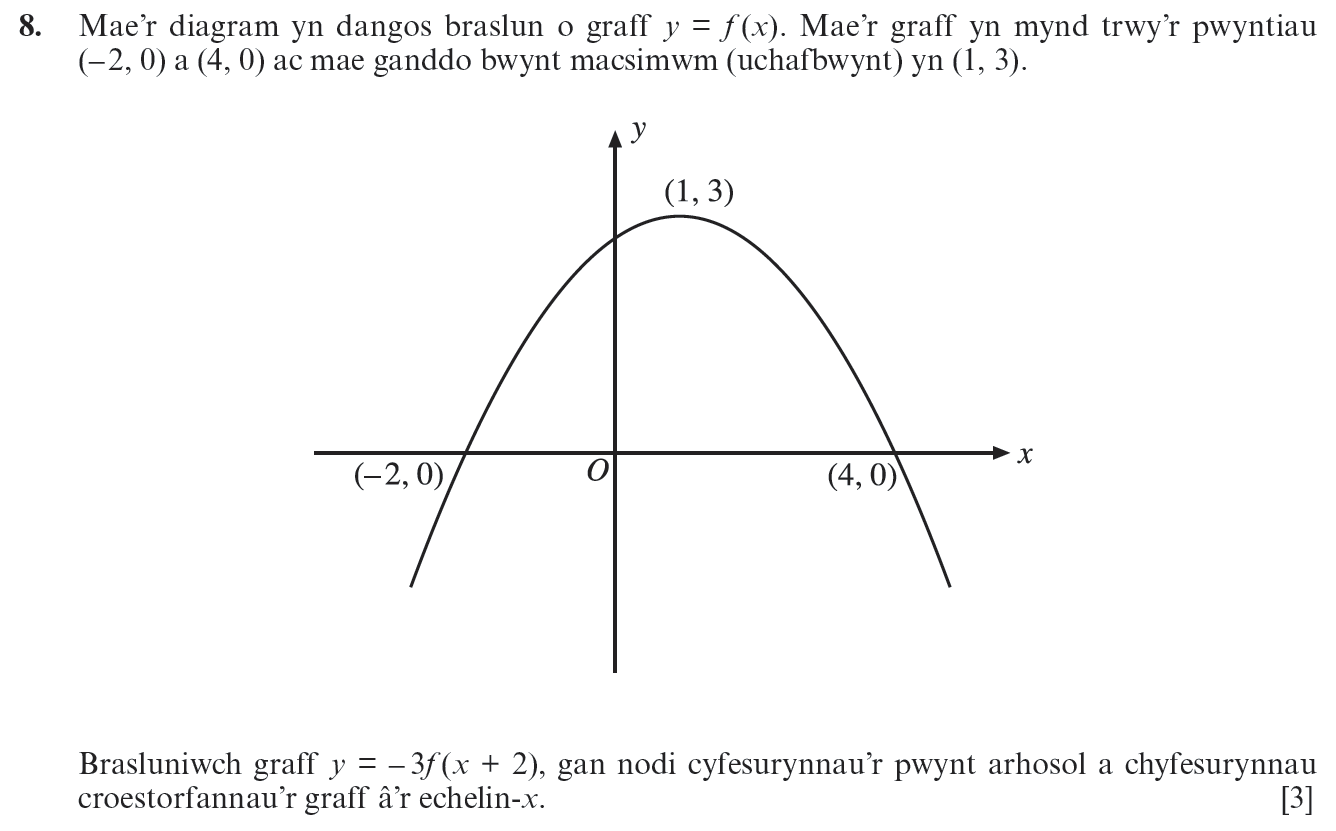 8. Mae'r diagram yn dangos braslun o graff y = f(x). Mae'r graff yn mynd trwy'r pwyntiau
(–2, 0) a (4, 0) ac mae ganddo bwynt macsimwm (uchafbwynt) yn (1, 3).
y
(1, 3)
x
(–2, 0)
O
(4, 0)
Brasluniwch graff y = –3f(x + 2), gan nodi cyfesurynnau'r pwynt arhosol a chyfesurynnau
croestorfannau'r graff â'r echelin-x. [3]